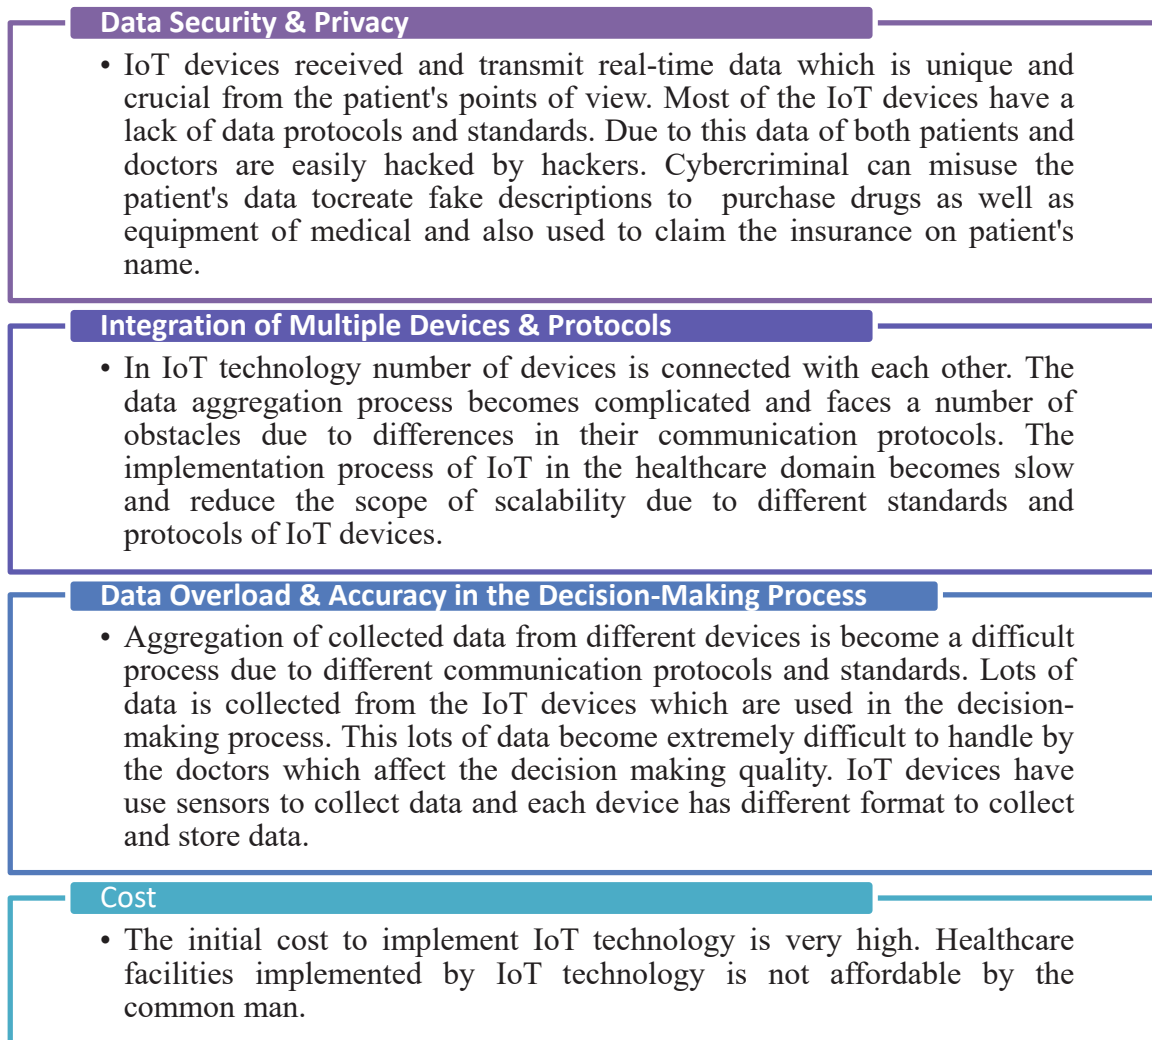 Data Security & Privacy
• IoT devices received and transmit real-time data which is unique and
crucial from the patient's points of view. Most of the IoT devices have a
lack of data protocols and standards. Due to this data of both patients and
doctors are easily hacked by hackers. Cybercriminal can misuse the
patient's data tocreate fake descriptions to purchase drugs as well as
equipment of medical and also used to claim the insurance on patient's
name.
Integration of Multiple Devices & Protocols
• In IoT technology number of devices is connected with each other. The
data aggregation process becomes complicated and faces a number of
obstacles due to differences in their communication protocols. The
implementation process of IoT in the healthcare domain becomes slow
and reduce the scope of scalability due to different standards and
protocols of IoT devices.
Data Overload & Accuracy in the Decision-Making Process
• Aggregation of collected data from different devices is become a difficult
process due to different communication protocols and standards. Lots of
data is collected from the IoT devices which are used in the decision-
making process. This lots of data become extremely difficult to handle by
the doctors which affect the decision making quality. IoT devices have
use sensors to collect data and each device has different format to collect
and store data.
Cost
• The initial cost to implement IoT technology is very high. Healthcare
facilities implemented by IoT technology is not affordable by the
common man.